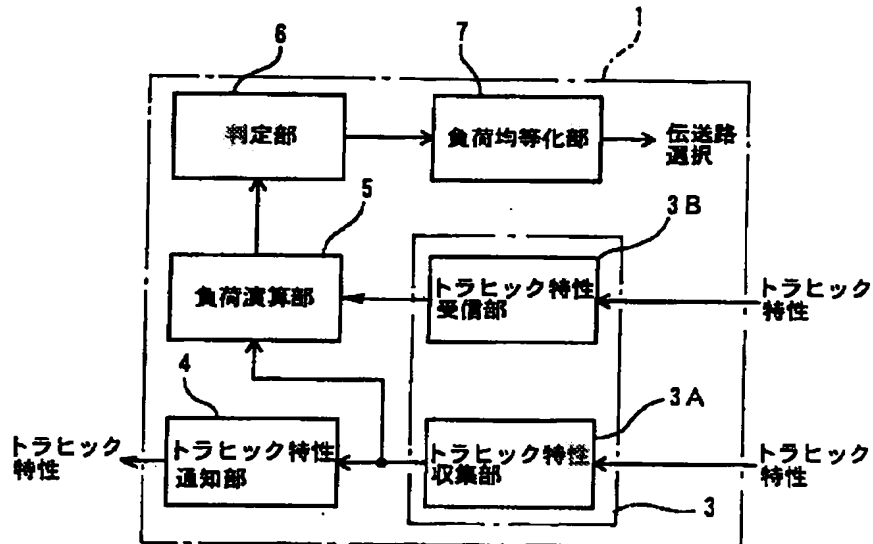 1
6
7
判定部
負荷均等化部
伝送路
選択
5
3B
負荷演算部
トラヒック特性
受信部
トラヒック
特性
4
3A
トラヒック
特性
トラヒック特性
通知部
トラヒック特性
収集部
トラヒック
特性
3